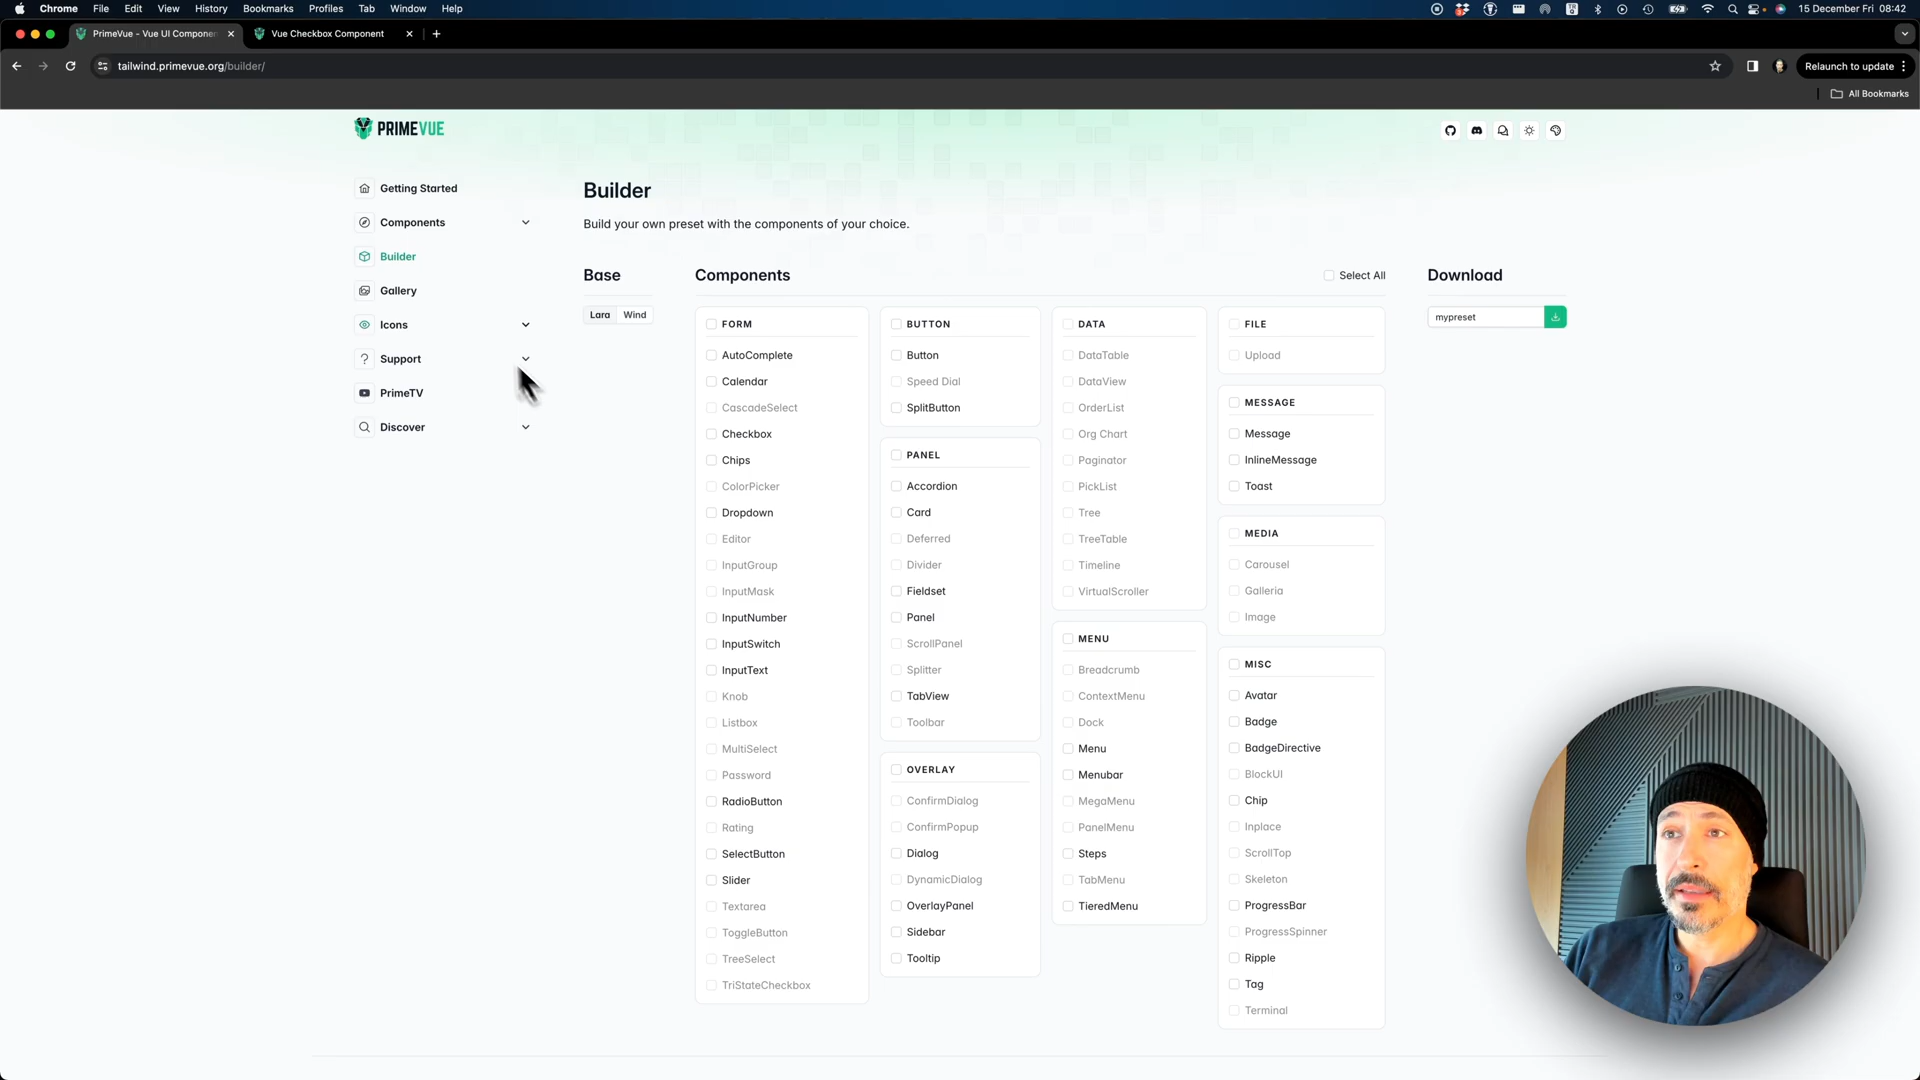 Chrome File Edit View History Bookmarks Profiles Tab Window Help
15 December Fri 08:42
PrimeVue - Vue UI Componen
Vue Checkbox Component
tailwind.primevue.org/builder/
Relaunch to update
All Bookmarks
PRIMEVUE
Getting Started
Components
Builder
Gallery
Icons
Support
PrimeTV
Discover
Builder
Build your own preset with the components of your choice.
Base
Lara Wind
Components
Select All
FORM
AutoComplete
Calendar
CascadeSelect
Checkbox
Chips
ColorPicker
Dropdown
Editor
InputGroup
InputMask
InputNumber
InputSwitch
InputText
Knob
Listbox
MultiSelect
Password
RadioButton
Rating
SelectButton
Slider
Textarea
ToggleButton
TreeSelect
TriStateCheckbox
BUTTON
Button
Speed Dial
SplitButton
PANEL
Accordion
Card
Deferred
Divider
Fieldset
Panel
ScrollPanel
Splitter
TabView
Toolbar
OVERLAY
ConfirmDialog
ConfirmPopup
Dialog
DynamicDialog
OverlayPanel
Sidebar
Tooltip
DATA
DataTable
DataView
OrderList
Org Chart
Paginator
PickList
Tree
TreeTable
Timeline
VirtualScroller
MENU
Breadcrumb
ContextMenu
Dock
Menu
Menubar
MegaMenu
PanelMenu
Steps
TabMenu
TieredMenu
FILE
Upload
MESSAGE
Message
InlineMessage
Toast
MEDIA
Carousel
Galleria
Image
MISC
Avatar
Badge
BadgeDirective
BlockUI
Chip
Inplace
ScrollTop
Skeleton
ProgressBar
ProgressSpinner
Ripple
Tag
Terminal
Download
mypreset